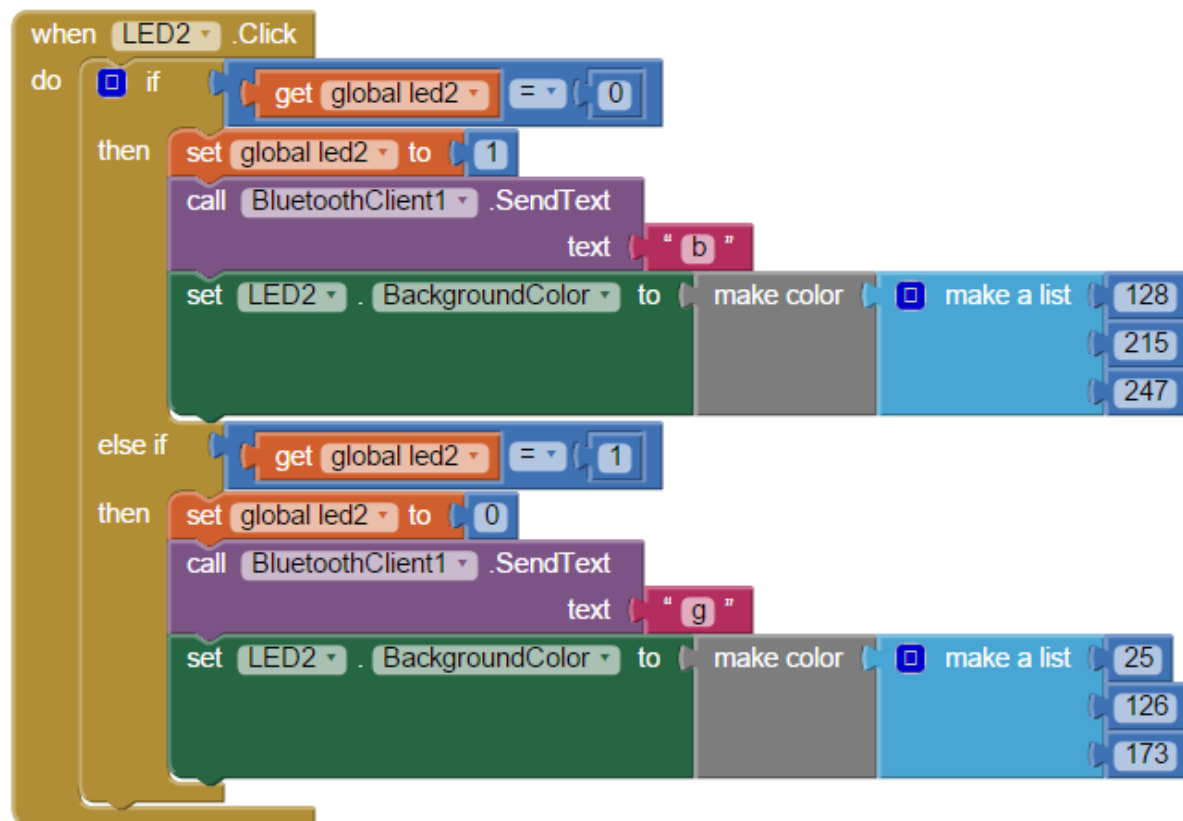 when LED2 .Click
do if get global led2 = 0
then set global led2 to 1
call BluetoothClient1 .SendText
text “ b ”
set LED2 . BackgroundColor to make color make a list 128
215
247
else if get global led2 = 1
then set global led2 to 0
call BluetoothClient1 .SendText
text “ g ”
set LED2 . BackgroundColor to make color make a list 25
126
173